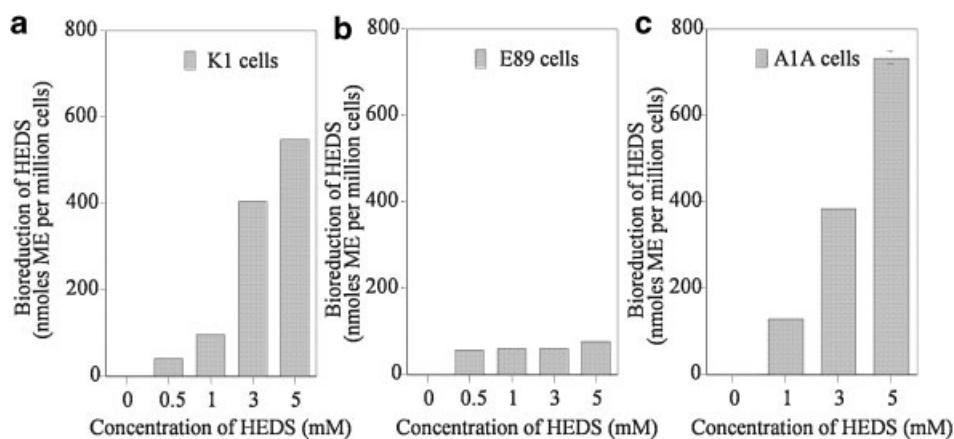 a
Bioreduction of HEDS
(nmoles ME per million cells)
800
600
400
200
0
K1 cells
0 0.5 1 3 5
Concentration of HEDS (mM)
b
Bioreduction of HEDS
(nmoles ME per million cells)
800
600
400
200
0
E89 cells
0 0.5 1 3 5
Concentration of HEDS (mM)
c
Bioreduction of HEDS
(nmoles ME per million cells)
800
600
400
200
0
A1A cells
0 1 3 5
Concentration of HEDS (mM)